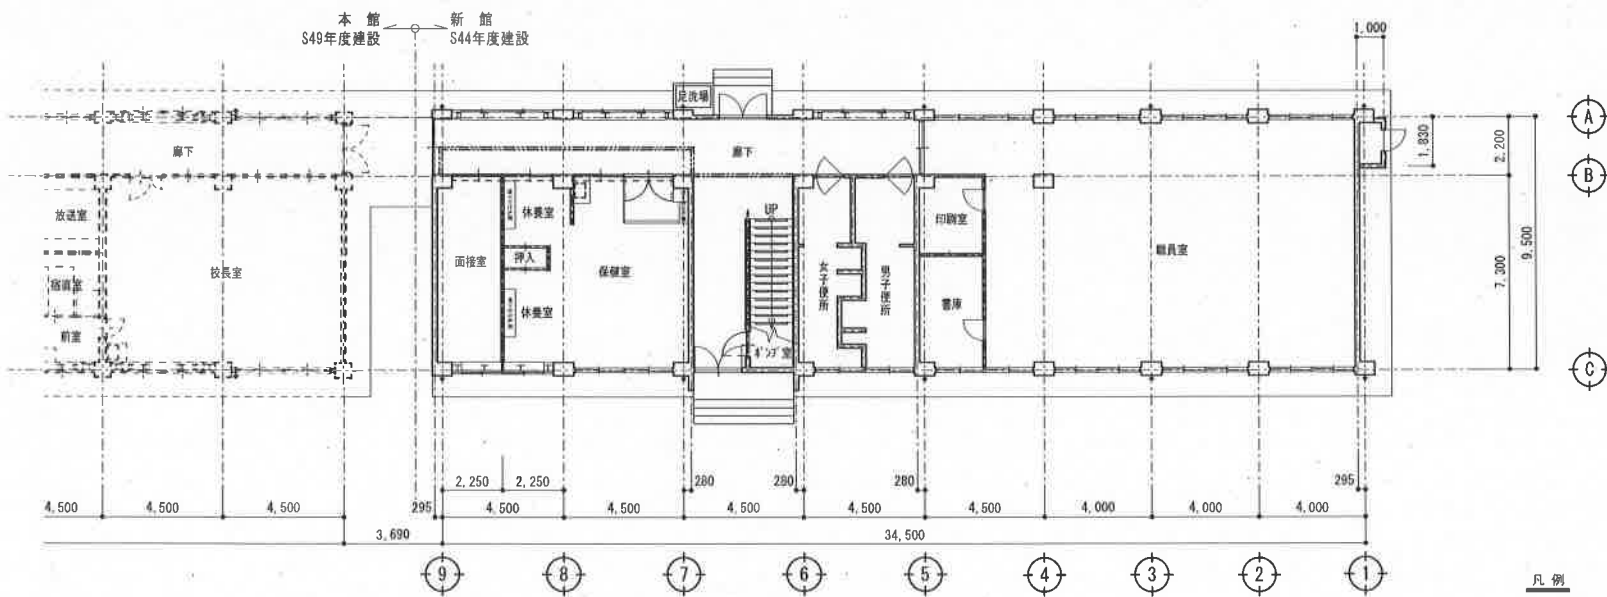 本 館
S49年度建設
新 館
S44年度建設
1,000
足洗場
A
廊下
廊下
1,830
2,200
B
放送室
休養室
UP
印刷室
校長室
面接室
押入
保健室
職員室
9,500
7,300
宿直室
女子便所
男子便所
前室
休養室
書庫
ポンプ室
C
2,250
2,250
280
280
280
295
4,500
4,500
4,500
295
4,500
4,500
4,500
4,500
4,500
4,000
4,000
4,000
3,690
34,500
9
8
7
6
5
4
3
2
1
凡 例